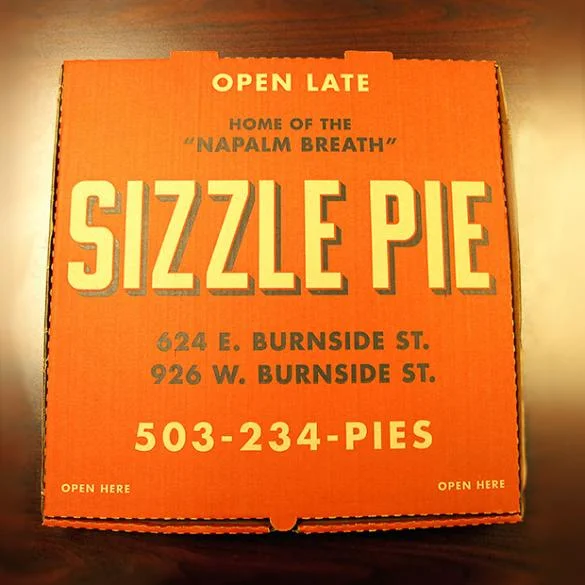 OPEN LATE
HOME OF THE
"NAPALM BREATH"
SIZZLE PIE
624 E. BURNSIDE ST.
926 W. BURNSIDE ST.
503-234-PIES
OPEN HERE
OPEN HERE